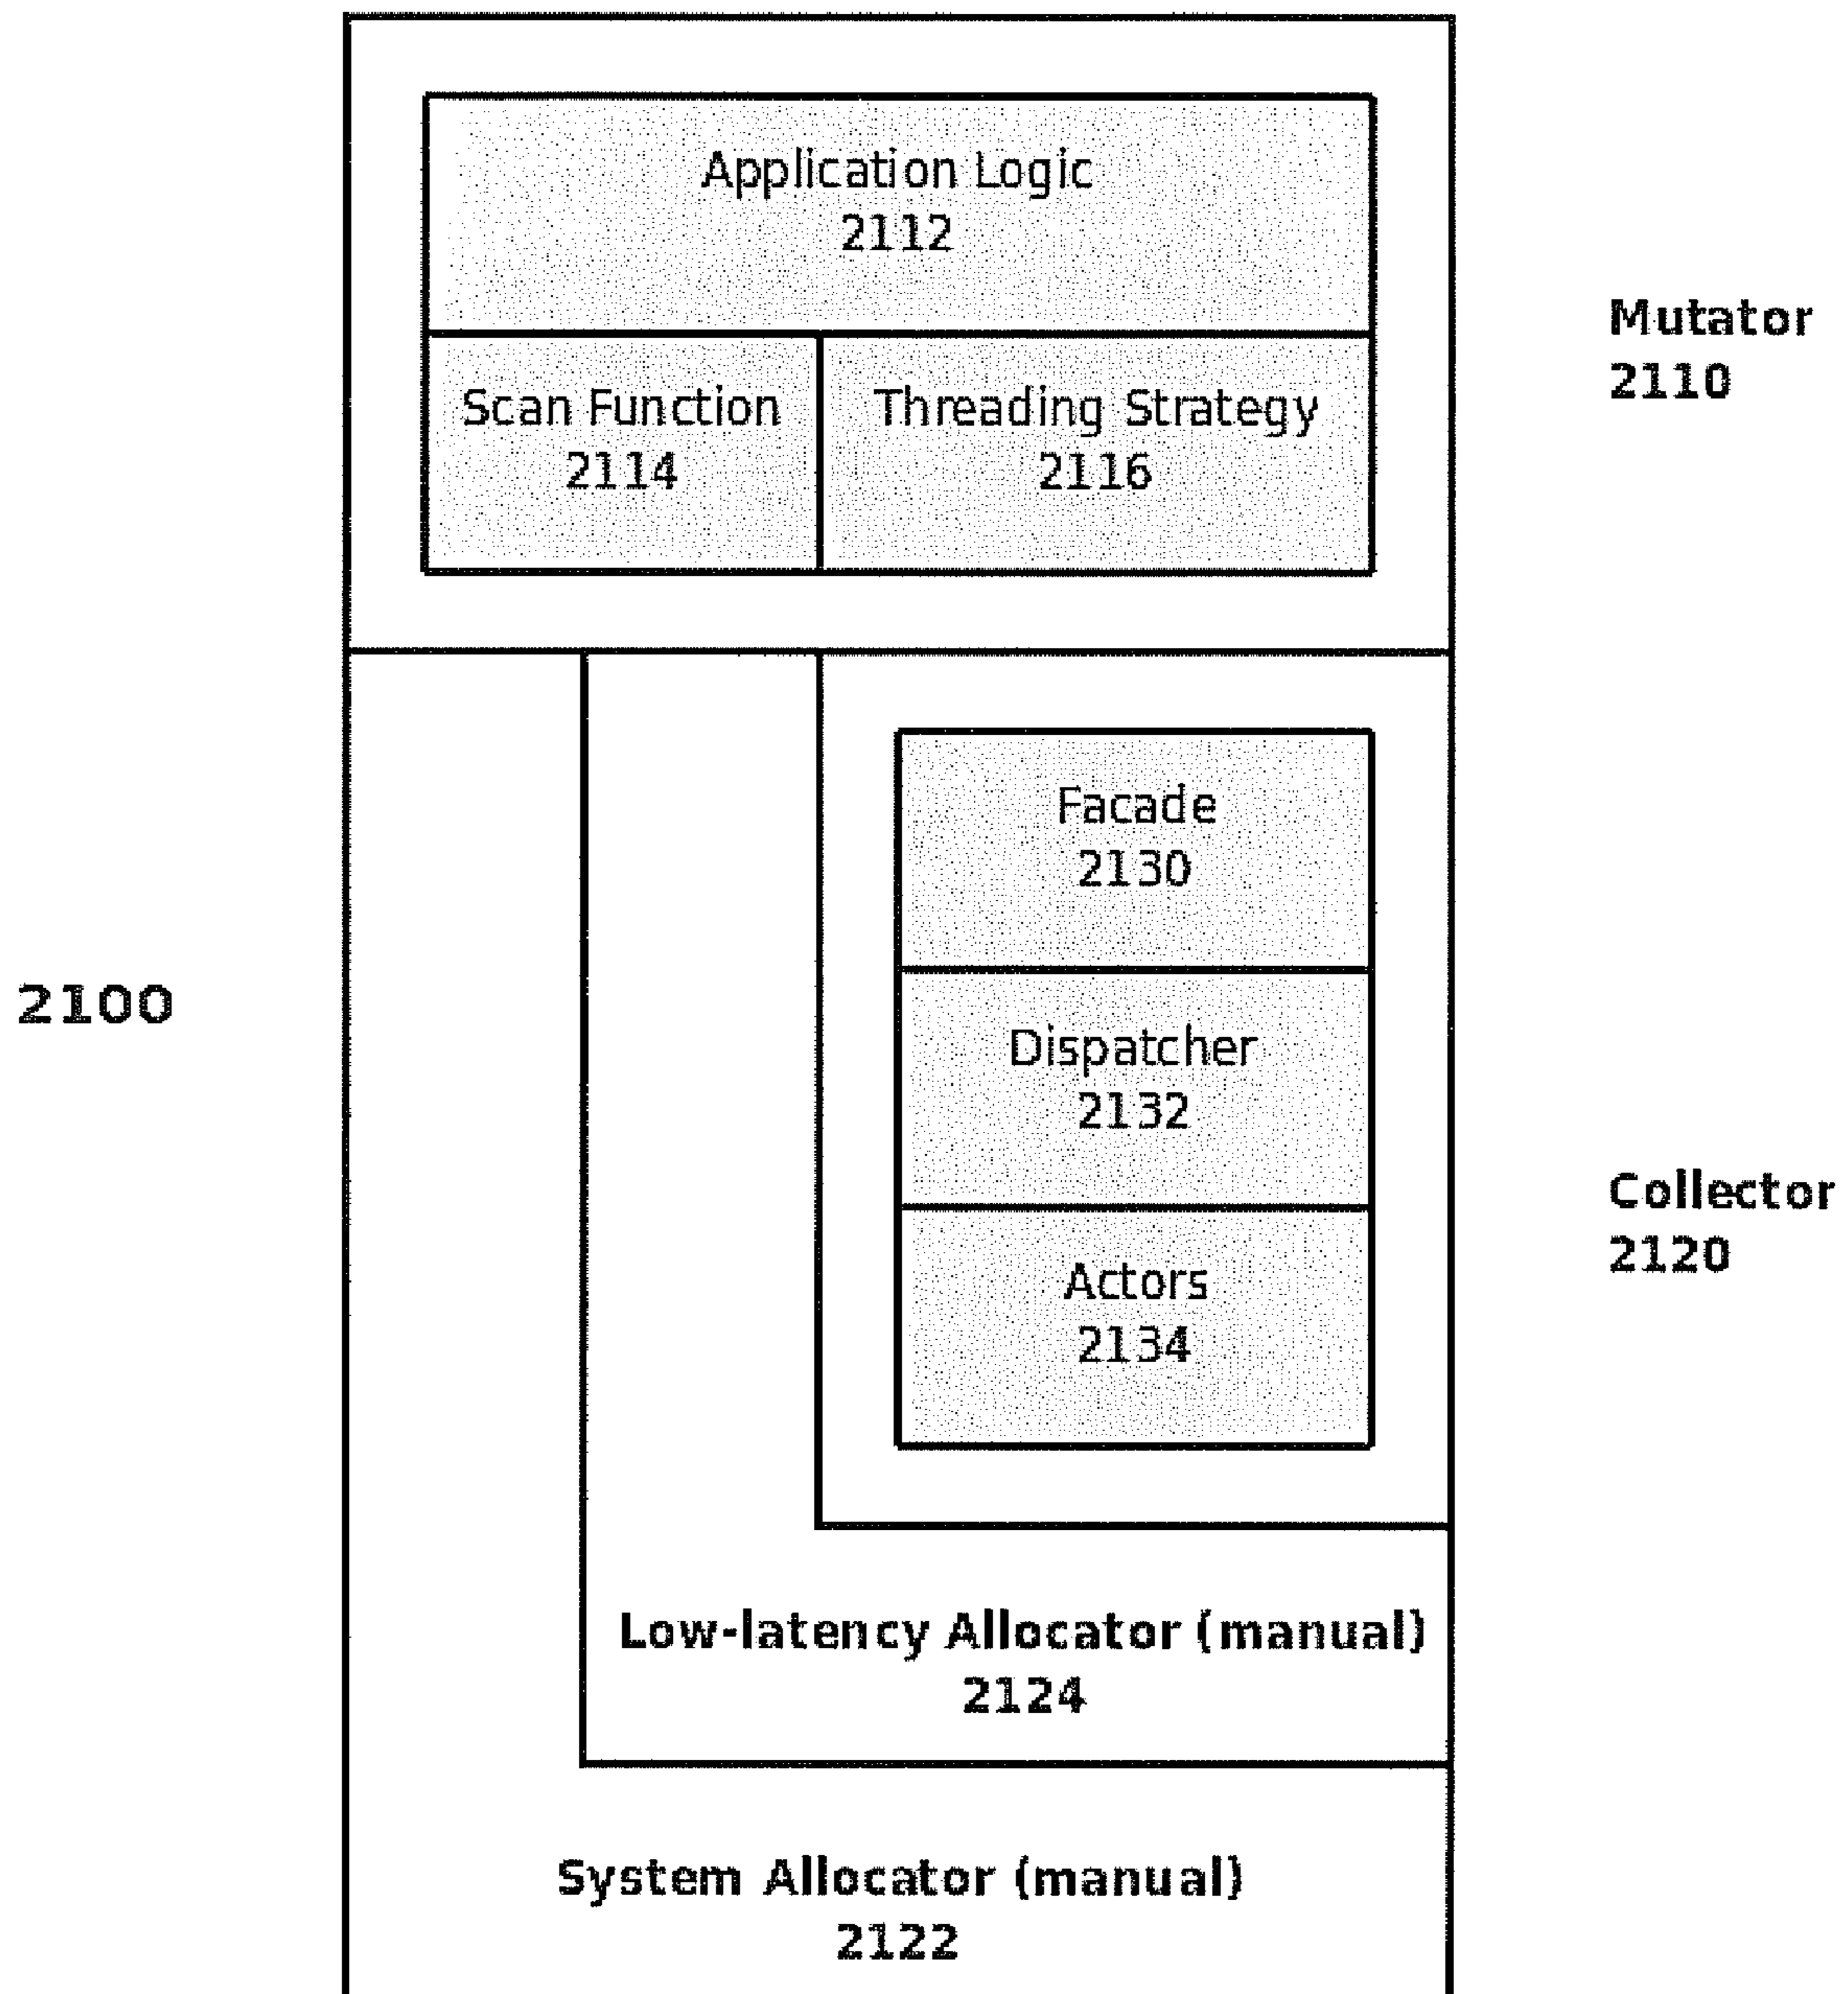 Application Logic
2112
Scan Function
2114
Threading Strategy
2116
Mutator
2110
Facade
2130
Dispatcher
2132
Actors
2134
2100
Collector
2120
Low-latency Allocator (manual)
2124
System Allocator (manual)
2122